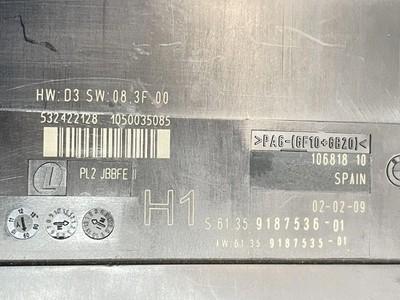 HW:D3 SW:08.3F.00
532422128 1050035085
>PA6-(GF10+GB20)<
106818 10
SPAIN
L PL2 JBBFE II
H1
02-02-09
S 61.35 9187536-01
AW:61.35 9187535-01